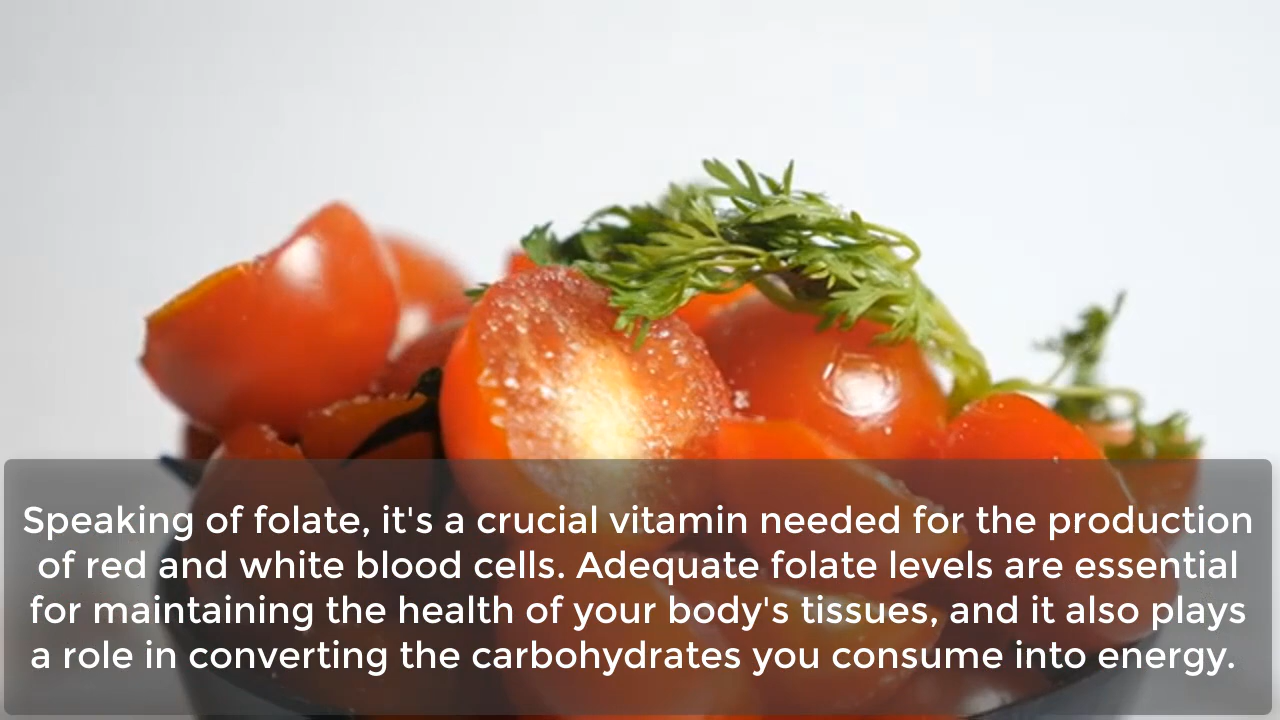 Speaking of folate, it's a crucial vitamin needed for the production
of red and white blood cells. Adequate folate levels are essential
for maintaining the health of your body's tissues, and it also plays
a role in converting the carbohydrates you consume into energy.